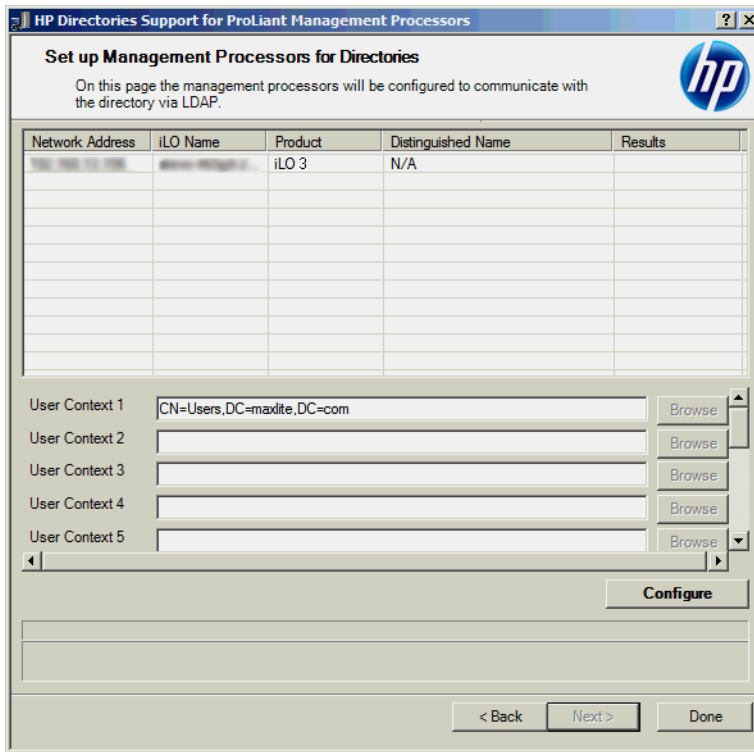 HP Directories Support for ProLiant Management Processors
Set up Management Processors for Directories
On this page the management processors will be configured to communicate with
the directory via LDAP.
hp
Network Address iLO Name Product Distinguished Name Results
iLO 3 N/A
User Context 1 CN=Users,DC=maxlite,DC=com Browse
User Context 2 Browse
User Context 3 Browse
User Context 4 Browse
User Context 5 Browse
Configure
< Back Next > Done